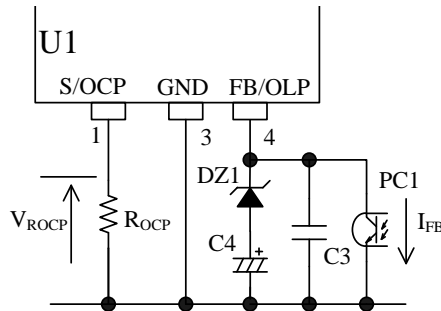 U1
S/OCP GND FB/OLP
1 3 4
DZ1 PC1
V_ROCP R_OCP C4 + C3 I_FB